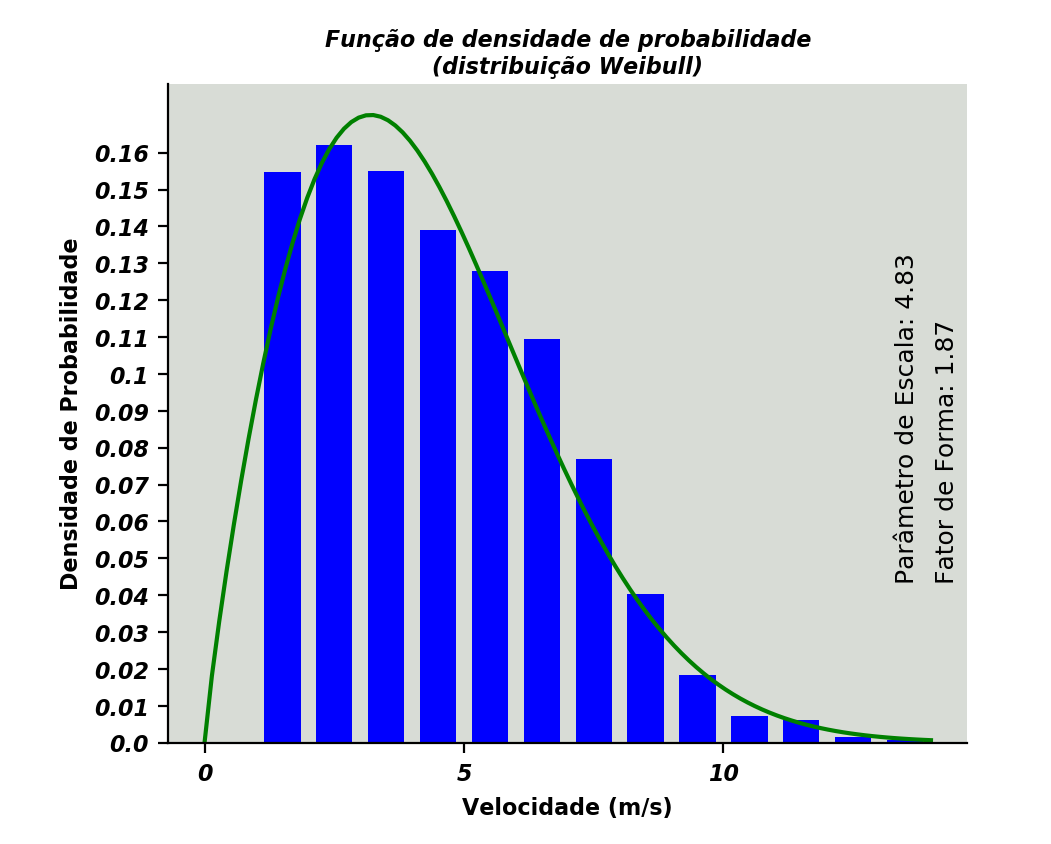 Função de densidade de probabilidade
(distribuição Weibull)
Densidade de Probabilidade
0.16
0.15
0.14
0.13
0.12
0.11
0.1
0.09
0.08
0.07
0.06
0.05
0.04
0.03
0.02
0.01
0.0
Parâmetro de Escala: 4.83
Fator de Forma: 1.87
0 5 10
Velocidade (m/s)